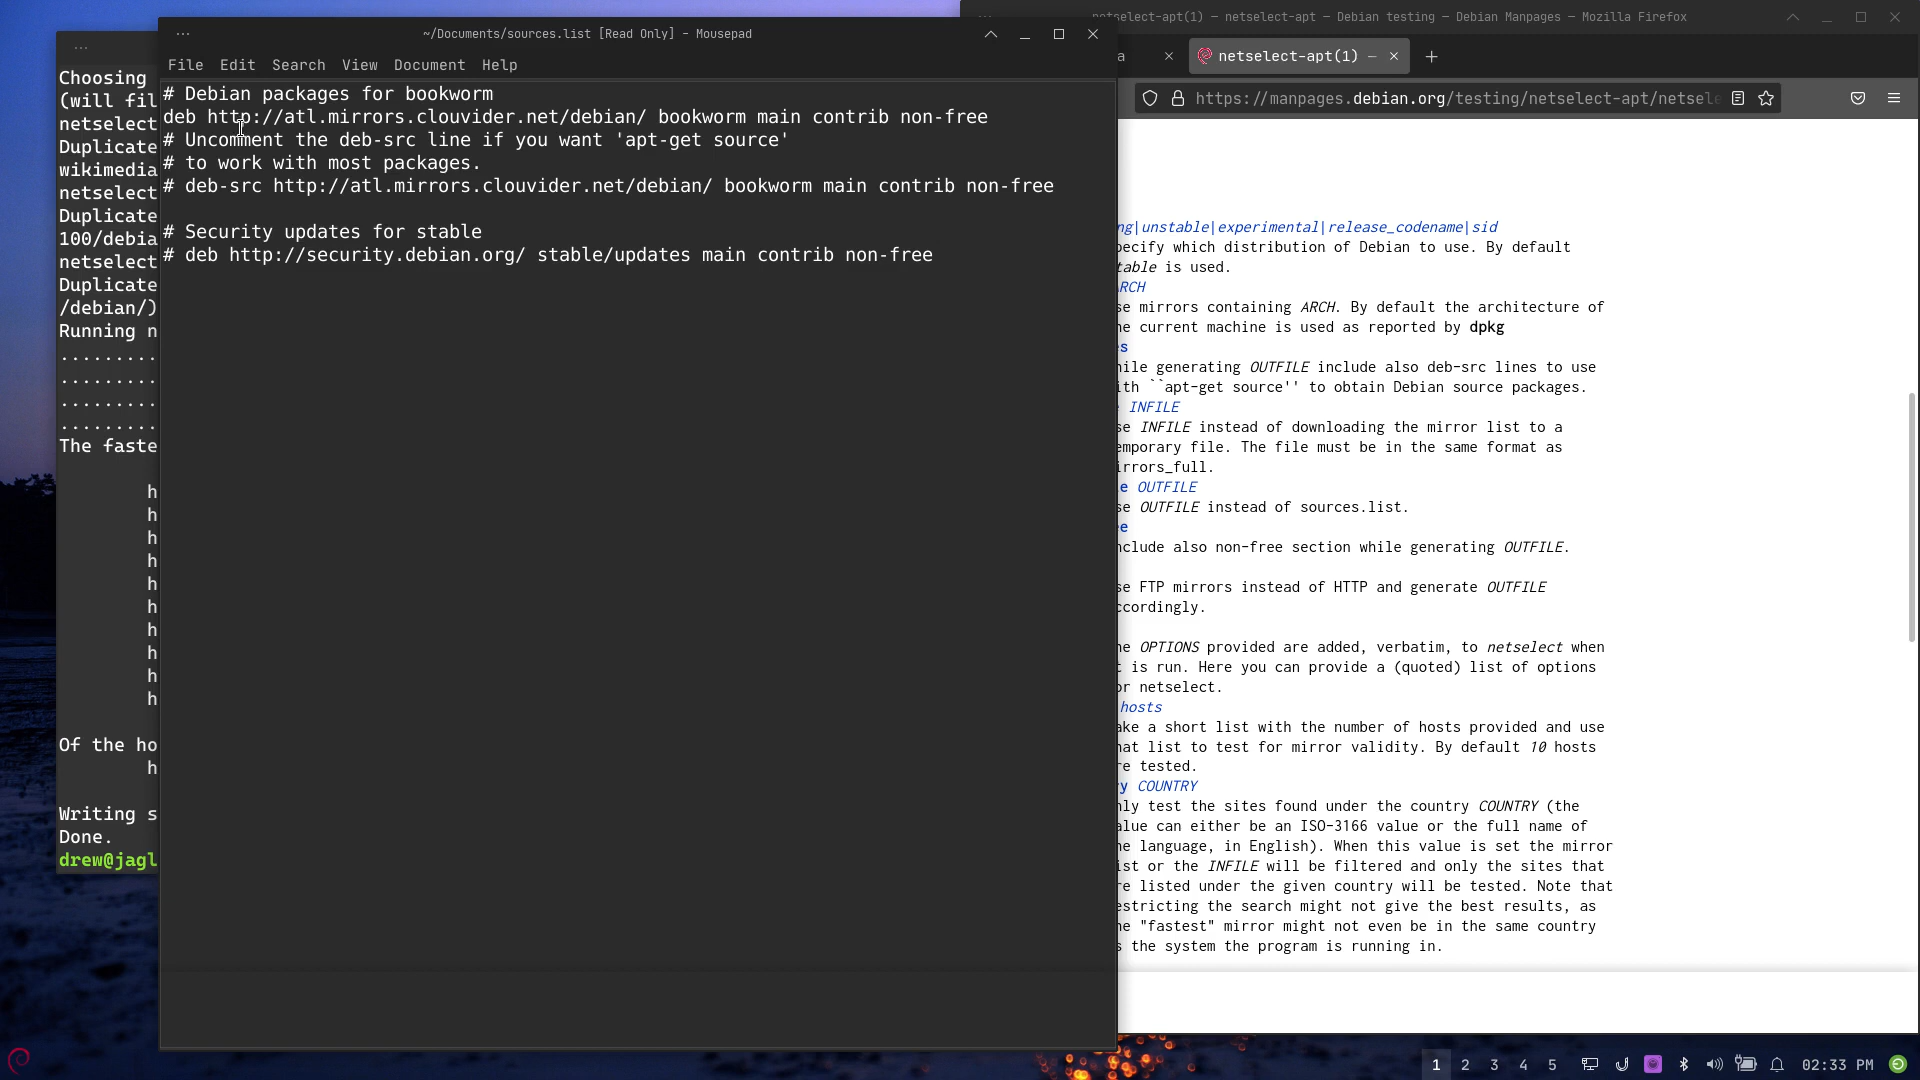 netselect-apt(1) — netselect-apt — Debian testing — Debian Manpages — Mozilla Firefox
~/Documents/sources.list [Read Only] - Mousepad
File Edit Search View Document Help
# Debian packages for bookworm
deb http://atl.mirrors.clouvider.net/debian/ bookworm main contrib non-free
# Uncomment the deb-src line if you want 'apt-get source'
# to work with most packages.
# deb-src http://atl.mirrors.clouvider.net/debian/ bookworm main contrib non-free
# Security updates for stable
# deb http://security.debian.org/ stable/updates main contrib non-free
Choosing
(will fil
netselect
Duplicate
wikimedia
netselect
Duplicate
100/debia
netselect
Duplicate
/debian/)
Running n
.........
.........
.........
.........
The faste
h
h
h
h
h
h
h
h
h
h
Of the ho
h
Writing s
Done.
drew@jagl
a
netselect-apt(1) —
https://manpages.debian.org/testing/netselect-apt/netsele
ng|unstable|experimental|release_codename|sid
pecify which distribution of Debian to use. By default
table is used.
ARCH
se mirrors containing ARCH. By default the architecture of
he current machine is used as reported by dpkg
es
hile generating OUTFILE include also deb-src lines to use
ith ``apt-get source'' to obtain Debian source packages.
INFILE
se INFILE instead of downloading the mirror list to a
emporary file. The file must be in the same format as
irrors_full.
e OUTFILE
se OUTFILE instead of sources.list.
ee
nclude also non-free section while generating OUTFILE.
se FTP mirrors instead of HTTP and generate OUTFILE
ccordingly.
he OPTIONS provided are added, verbatim, to netselect when
t is run. Here you can provide a (quoted) list of options
or netselect.
hosts
ake a short list with the number of hosts provided and use
hat list to test for mirror validity. By default 10 hosts
re tested.
y COUNTRY
nly test the sites found under the country COUNTRY (the
alue can either be an ISO-3166 value or the full name of
he language, in English). When this value is set the mirror
ist or the INFILE will be filtered and only the sites that
re listed under the given country will be tested. Note that
estricting the search might not give the best results, as
he "fastest" mirror might not even be in the same country
s the system the program is running in.
1 2 3 4 5 02:33 PM